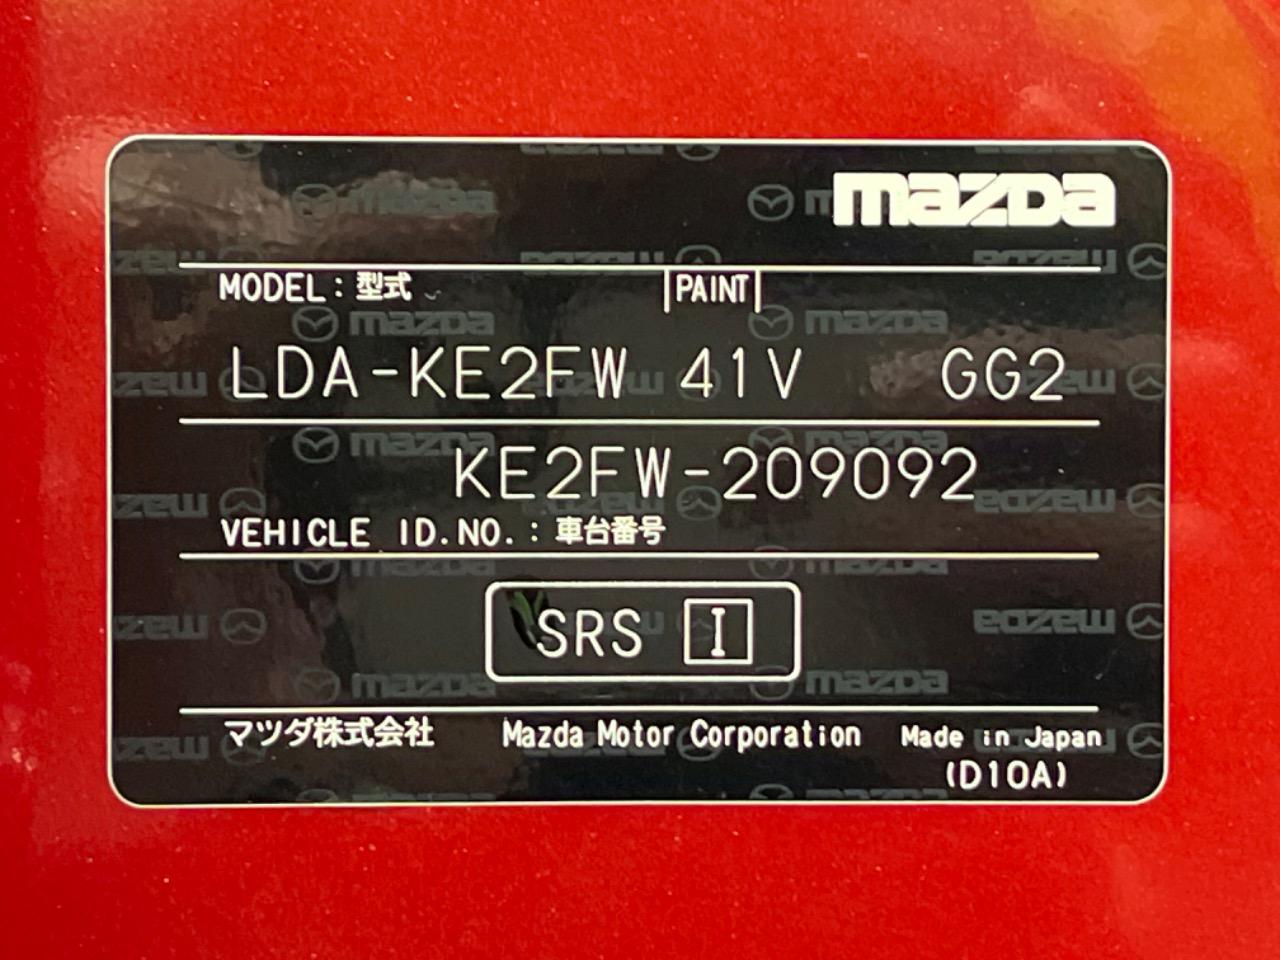 mazda
MODEL : 型式 PAINT
LDA-KE2FW 41V GG2
KE2FW-209092
VEHICLE ID.NO. : 車台番号
SRS I
マツダ株式会社 Mazda Motor Corporation Made in Japan
(D10A)